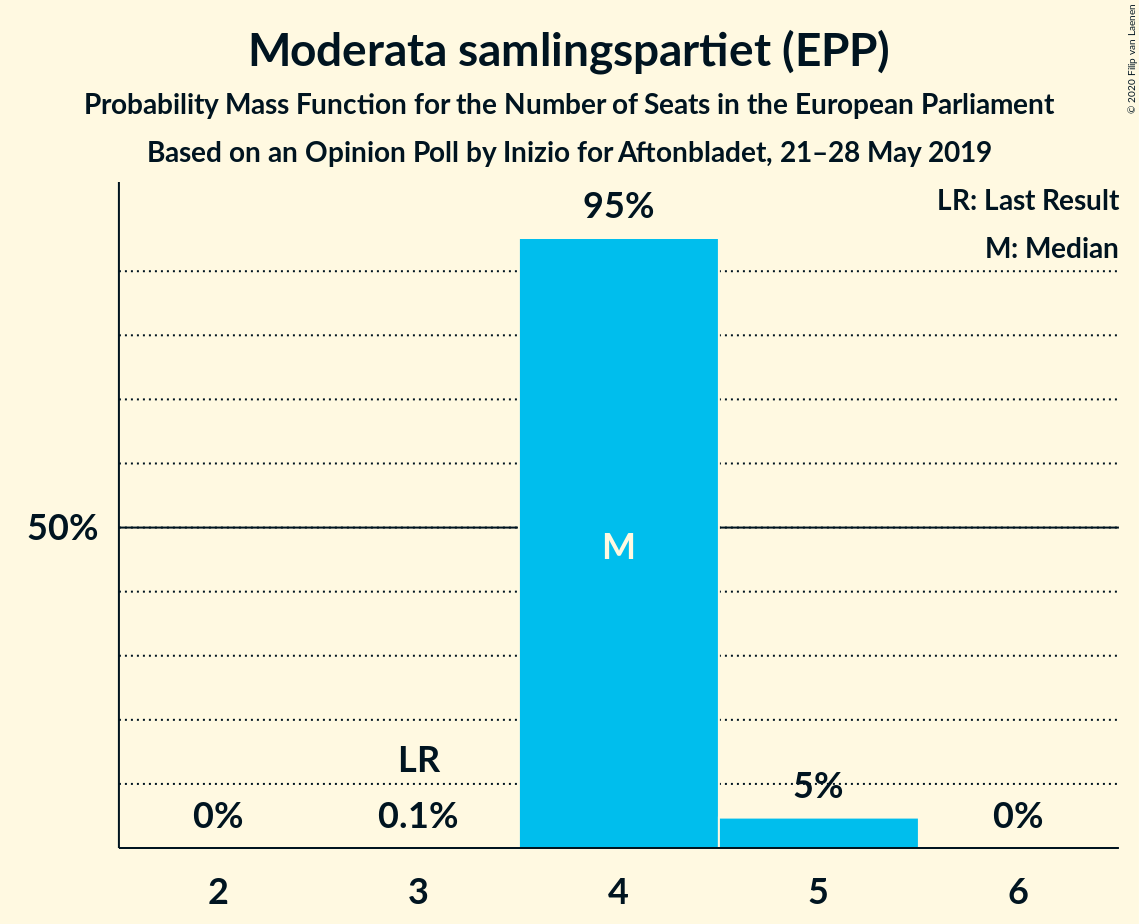 Moderata samlingspartiet (EPP)
Probability Mass Function for the Number of Seats in the European Parliament
Based on an Opinion Poll by Inizio for Aftonbladet, 21–28 May 2019
© 2020 Filip van Laenen
LR: Last Result
M: Median
95%
50%
M
LR
0%
0.1%
5%
0%
2
3
4
5
6